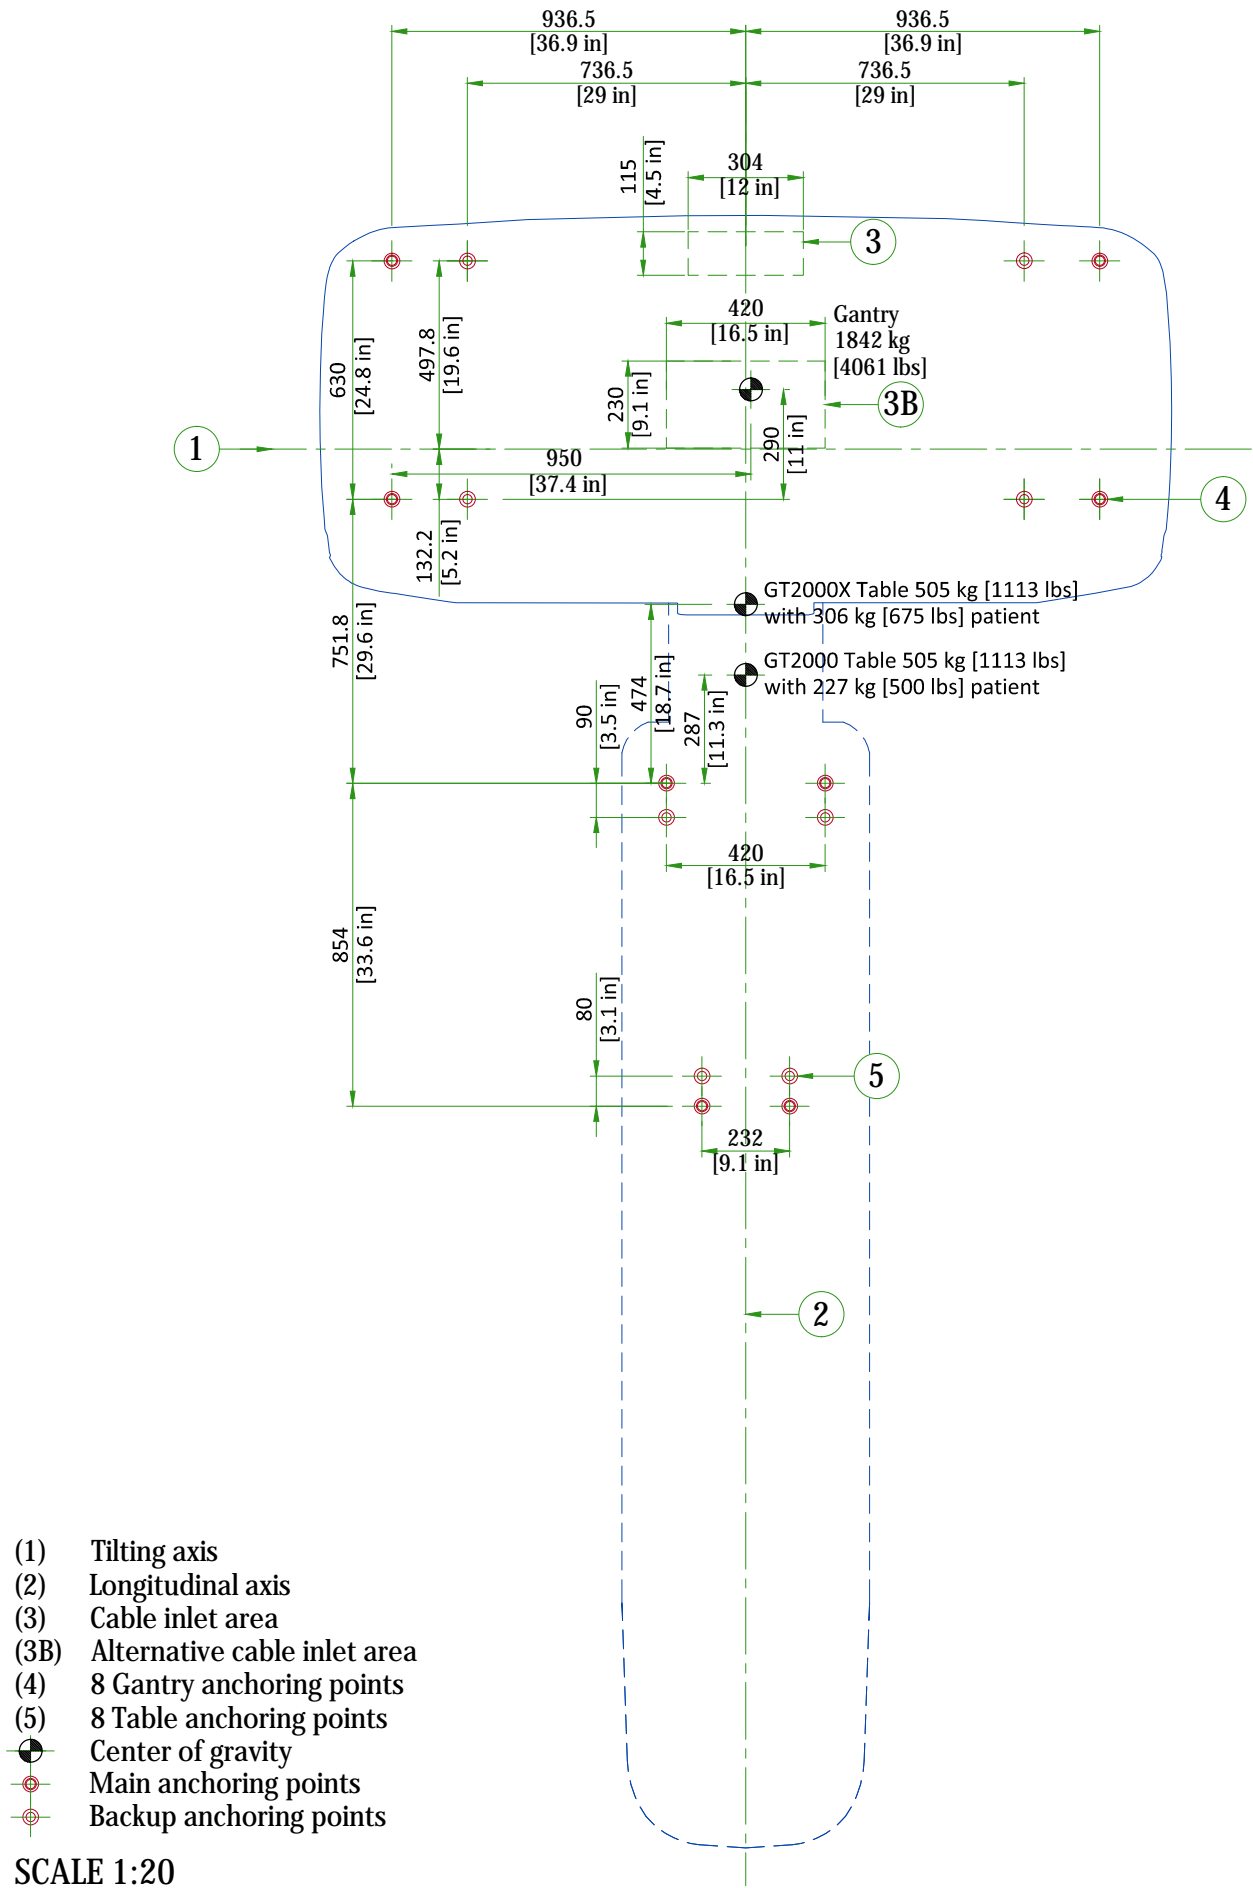 936.5
[36.9 in]
936.5
[36.9 in]
736.5
[29 in]
736.5
[29 in]
115
[4.5 in]
304
[12 in]
3
420
[16.5 in]
Gantry
1842 kg
[4061 lbs]
630
[24.8 in]
497.8
[19.6 in]
230
[9.1 in]
3B
290
[11 in]
1
950
[37.4 in]
4
132.2
[5.2 in]
GT2000X Table 505 kg [1113 lbs]
with 306 kg [675 lbs] patient
751.8
[29.6 in]
GT2000 Table 505 kg [1113 lbs]
with 227 kg [500 lbs] patient
474
[18.7 in]
287
[11.3 in]
90
[3.5 in]
420
[16.5 in]
854
[33.6 in]
80
[3.1 in]
5
232
[9.1 in]
2
(1) Tilting axis
(2) Longitudinal axis
(3) Cable inlet area
(3B) Alternative cable inlet area
(4) 8 Gantry anchoring points
(5) 8 Table anchoring points
Center of gravity
Main anchoring points
Backup anchoring points
SCALE 1:20